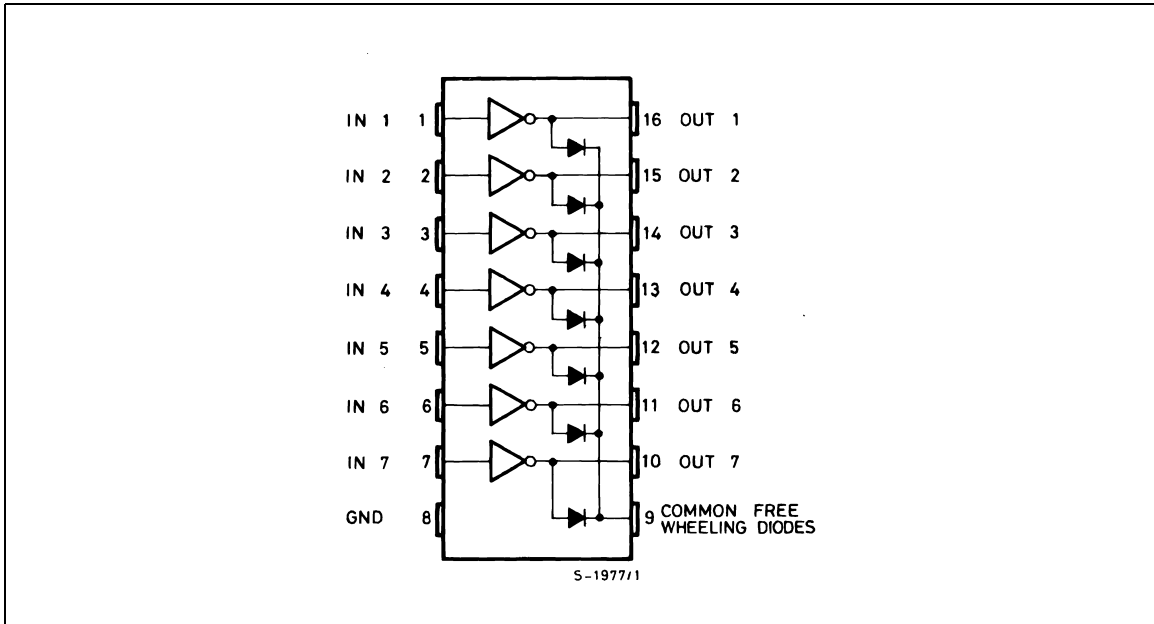 IN 1 1 16 OUT 1
IN 2 2 15 OUT 2
IN 3 3 14 OUT 3
IN 4 4 13 OUT 4
IN 5 5 12 OUT 5
IN 6 6 11 OUT 6
IN 7 7 10 OUT 7
GND 8 9 COMMON FREE
WHEELING DIODES
S-1977/1